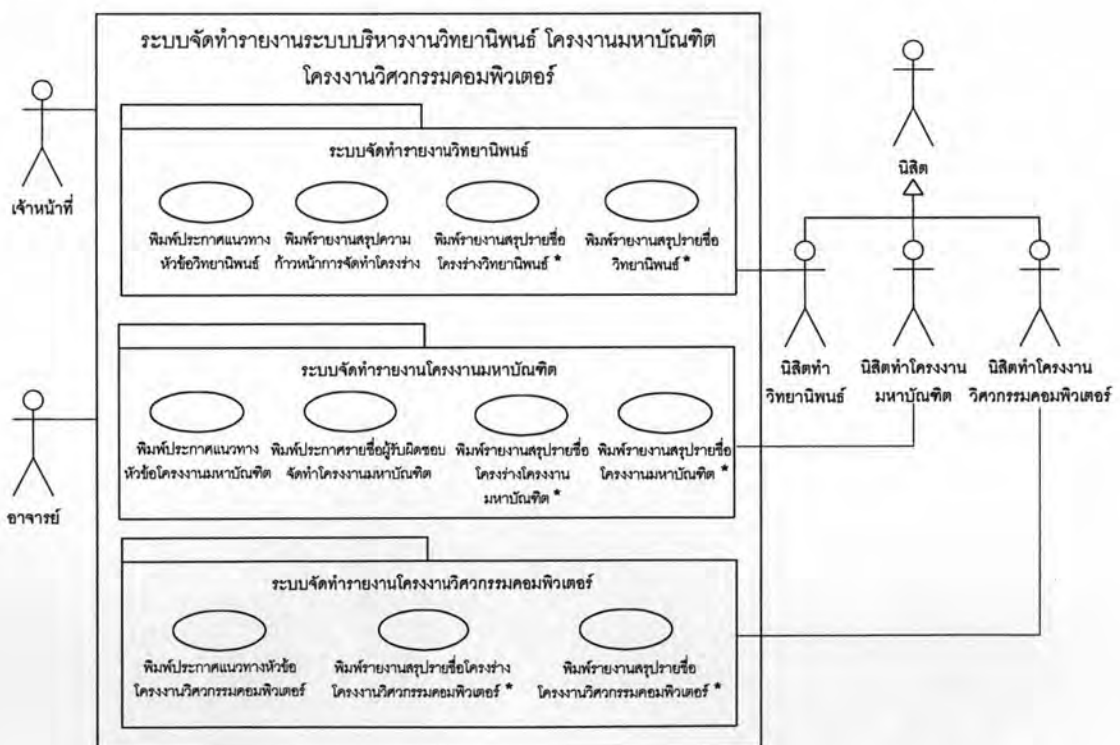 ระบบจัดทำรายงานระบบบริหารงานวิทยานิพนธ์ โครงงานมหาบัณฑิต
โครงงานวิศวกรรมคอมพิวเตอร์
เจ้าหน้าที่
อาจารย์
ระบบจัดทำรายงานวิทยานิพนธ์
พิมพ์ประกาศแนวทาง
หัวข้อวิทยานิพนธ์
พิมพ์รายงานสรุปความ
ก้าวหน้าการจัดทำโครงร่าง
พิมพ์รายงานสรุปรายชื่อ
โครงร่างวิทยานิพนธ์ *
พิมพ์รายงานสรุปรายชื่อ
วิทยานิพนธ์ *
ระบบจัดทำรายงานโครงงานมหาบัณฑิต
พิมพ์ประกาศแนวทาง
หัวข้อโครงงานมหาบัณฑิต
พิมพ์ประกาศรายชื่อผู้รับผิดชอบ
จัดทำโครงงานมหาบัณฑิต
พิมพ์รายงานสรุปรายชื่อ
โครงร่างโครงงาน
มหาบัณฑิต *
พิมพ์รายงานสรุปรายชื่อ
โครงงานมหาบัณฑิต *
ระบบจัดทำรายงานโครงงานวิศวกรรมคอมพิวเตอร์
พิมพ์ประกาศแนวทางหัวข้อ
โครงงานวิศวกรรมคอมพิวเตอร์
พิมพ์รายงานสรุปรายชื่อโครงร่าง
โครงงานวิศวกรรมคอมพิวเตอร์ *
พิมพ์รายงานสรุปรายชื่อ
โครงงานวิศวกรรมคอมพิวเตอร์ *
นิสิต
นิสิตทำ
วิทยานิพนธ์
นิสิตทำโครงงาน
มหาบัณฑิต
นิสิตทำโครงงาน
วิศวกรรมคอมพิวเตอร์